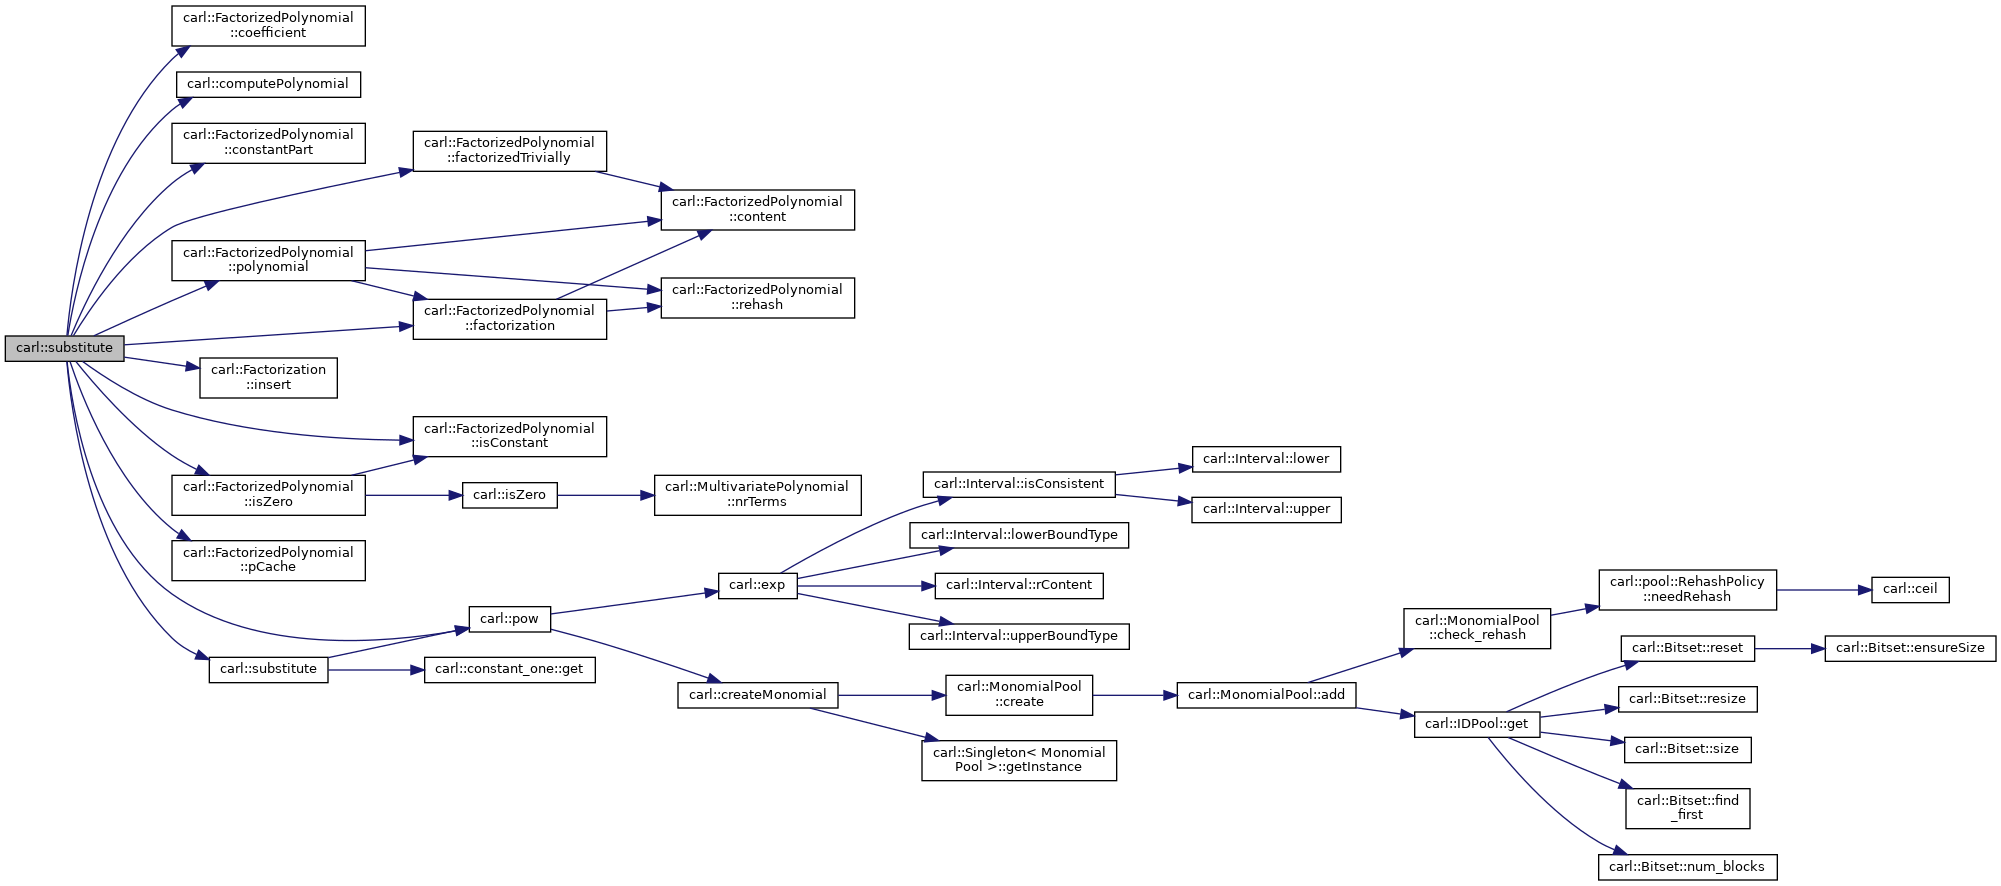 carl::FactorizedPolynomial
::coefficient
carl::computePolynomial
carl::FactorizedPolynomial
::constantPart
carl::FactorizedPolynomial
::factorizedTrivially
carl::FactorizedPolynomial
::content
carl::FactorizedPolynomial
::polynomial
carl::FactorizedPolynomial
::rehash
carl::FactorizedPolynomial
::factorization
carl::substitute
carl::Factorization
::insert
carl::FactorizedPolynomial
::isConstant
carl::FactorizedPolynomial
::isZero
carl::isZero
carl::MultivariatePolynomial
::nrTerms
carl::FactorizedPolynomial
::pCache
carl::substitute
carl::pow
carl::constant_one::get
carl::exp
carl::createMonomial
carl::Interval::isConsistent
carl::Interval::lower
carl::Interval::upper
carl::Interval::lowerBoundType
carl::Interval::rContent
carl::Interval::upperBoundType
carl::MonomialPool
::create
carl::Singleton< Monomial
Pool >::getInstance
carl::MonomialPool::add
carl::MonomialPool
::check_rehash
carl::pool::RehashPolicy
::needRehash
carl::ceil
carl::IDPool::get
carl::Bitset::reset
carl::Bitset::ensureSize
carl::Bitset::resize
carl::Bitset::size
carl::Bitset::find
_first
carl::Bitset::num_blocks